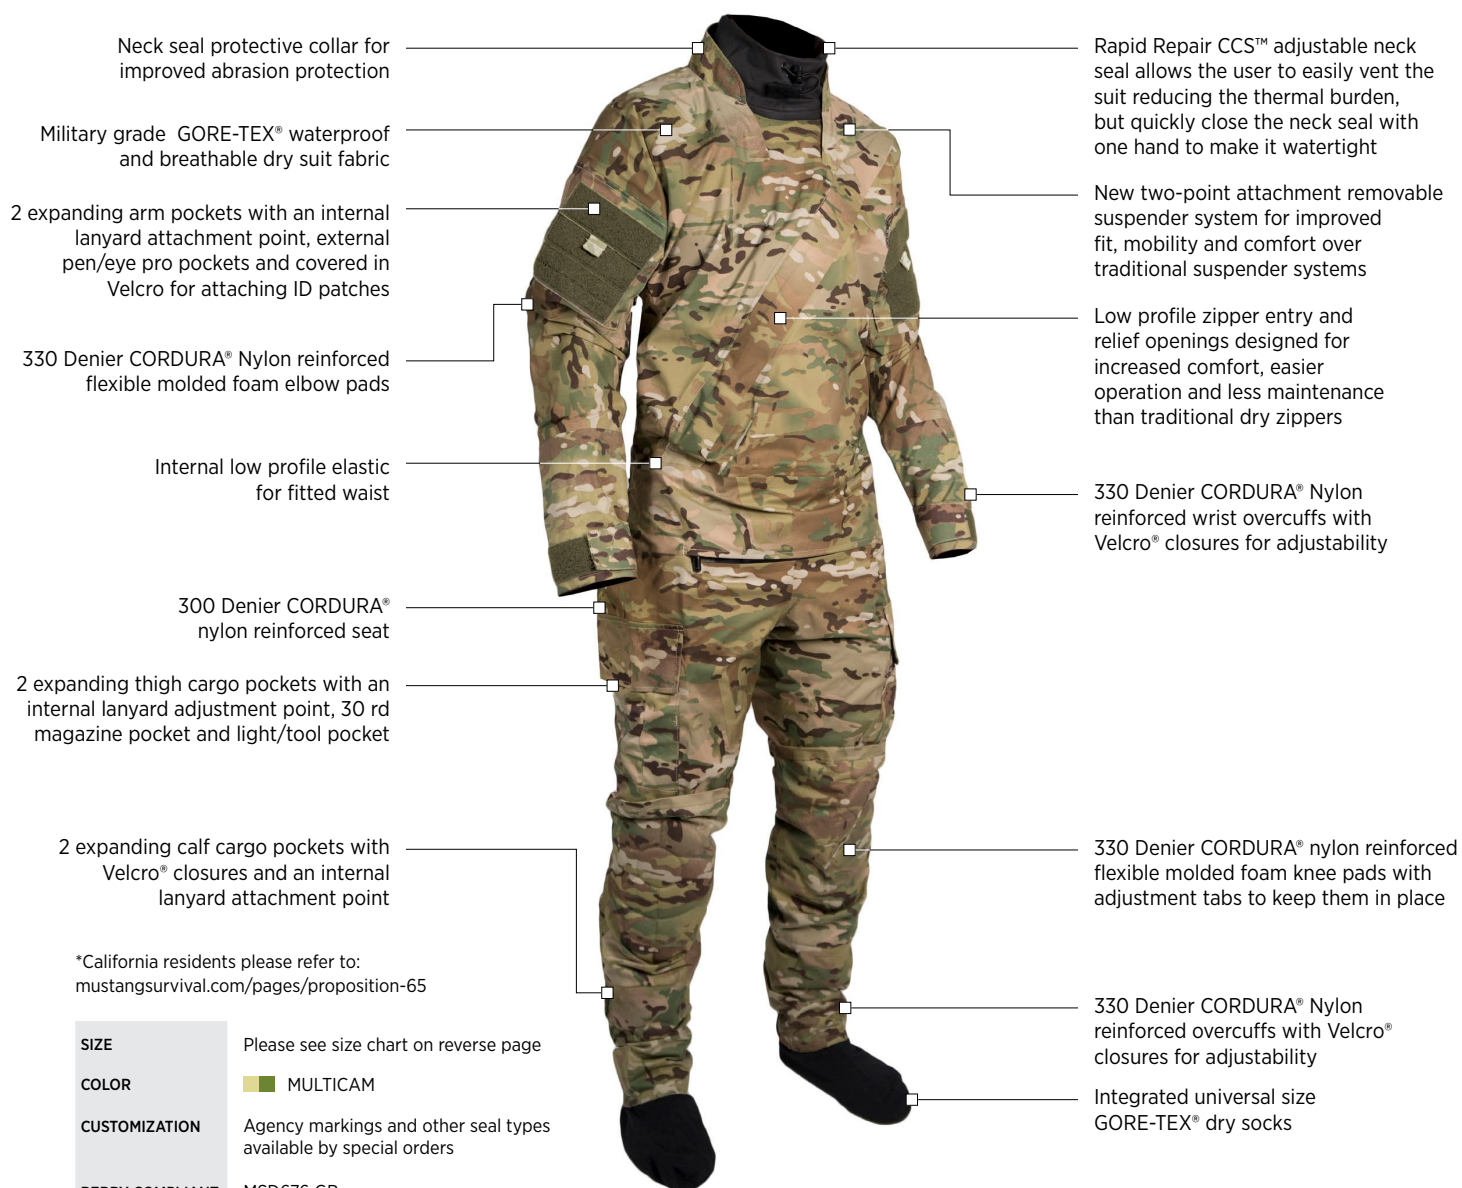 Neck seal protective collar for
improved abrasion protection
Military grade GORE-TEX® waterproof
and breathable dry suit fabric
2 expanding arm pockets with an internal
lanyard attachment point, external
pen/eye pro pockets and covered in
Velcro for attaching ID patches
330 Denier CORDURA® Nylon reinforced
flexible molded foam elbow pads
Internal low profile elastic
for fitted waist
300 Denier CORDURA®
nylon reinforced seat
2 expanding thigh cargo pockets with an
internal lanyard adjustment point, 30 rd
magazine pocket and light/tool pocket
2 expanding calf cargo pockets with
Velcro® closures and an internal
lanyard attachment point
Rapid Repair CCS™ adjustable neck
seal allows the user to easily vent the
suit reducing the thermal burden,
but quickly close the neck seal with
one hand to make it watertight
New two-point attachment removable
suspender system for improved
fit, mobility and comfort over
traditional suspender systems
Low profile zipper entry and
relief openings designed for
increased comfort, easier
operation and less maintenance
than traditional dry zippers
330 Denier CORDURA® Nylon
reinforced wrist overcuffs with
Velcro® closures for adjustability
330 Denier CORDURA® nylon reinforced
flexible molded foam knee pads with
adjustment tabs to keep them in place
330 Denier CORDURA® Nylon
reinforced overcuffs with Velcro®
closures for adjustability
Integrated universal size
GORE-TEX® dry socks
*California residents please refer to:
mustangsurvival.com/pages/proposition-65
SIZE Please see size chart on reverse page
COLOR MULTICAM
CUSTOMIZATION Agency markings and other seal types
available by special orders